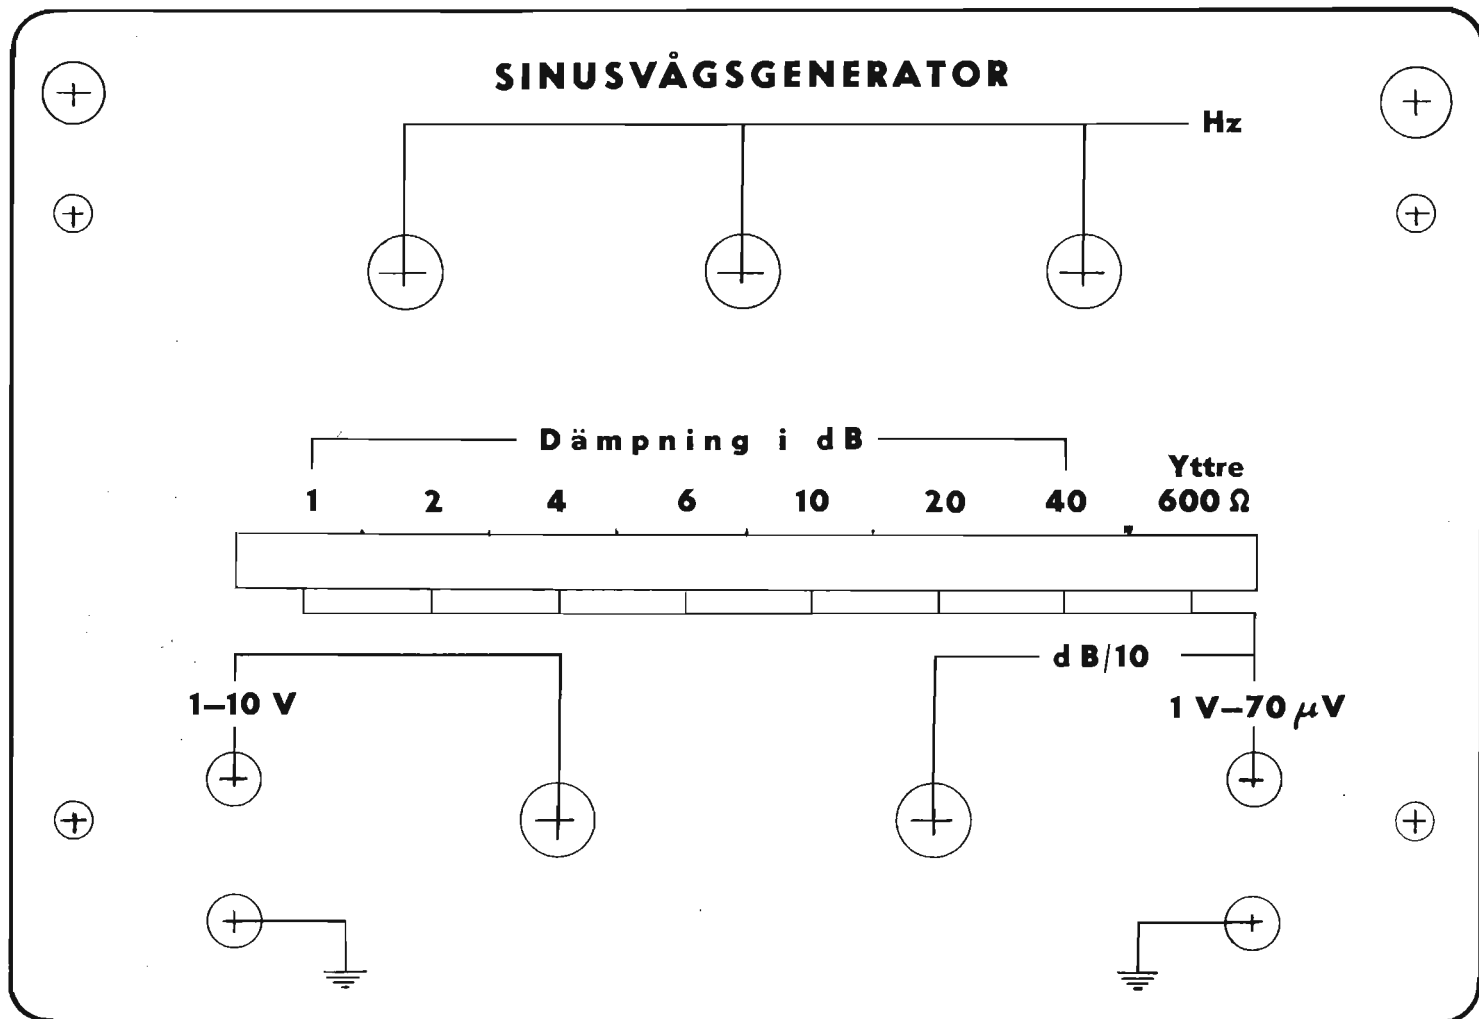 SINUSVÅGSGENERATOR
Hz
Dämpning i dB
Yttre
1 2 4 6 10 20 40 600 Ω
dB/10
1–10 V
1 V–70 μV